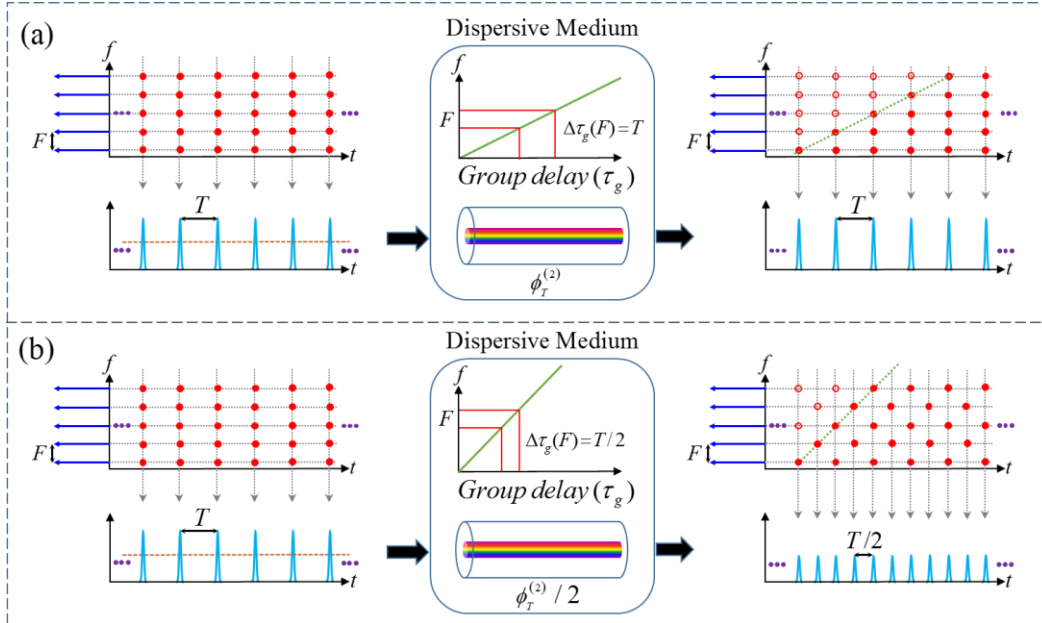 (a)
Dispersive Medium
f
F
t
T
t
f
F
Δτg(F)=T
Group delay(τg)
ϕT(2)
f
F
t
T
t
(b)
Dispersive Medium
f
F
t
T
t
f
F
Δτg(F)=T/2
Group delay(τg)
ϕT(2)/2
f
F
t
T/2
t